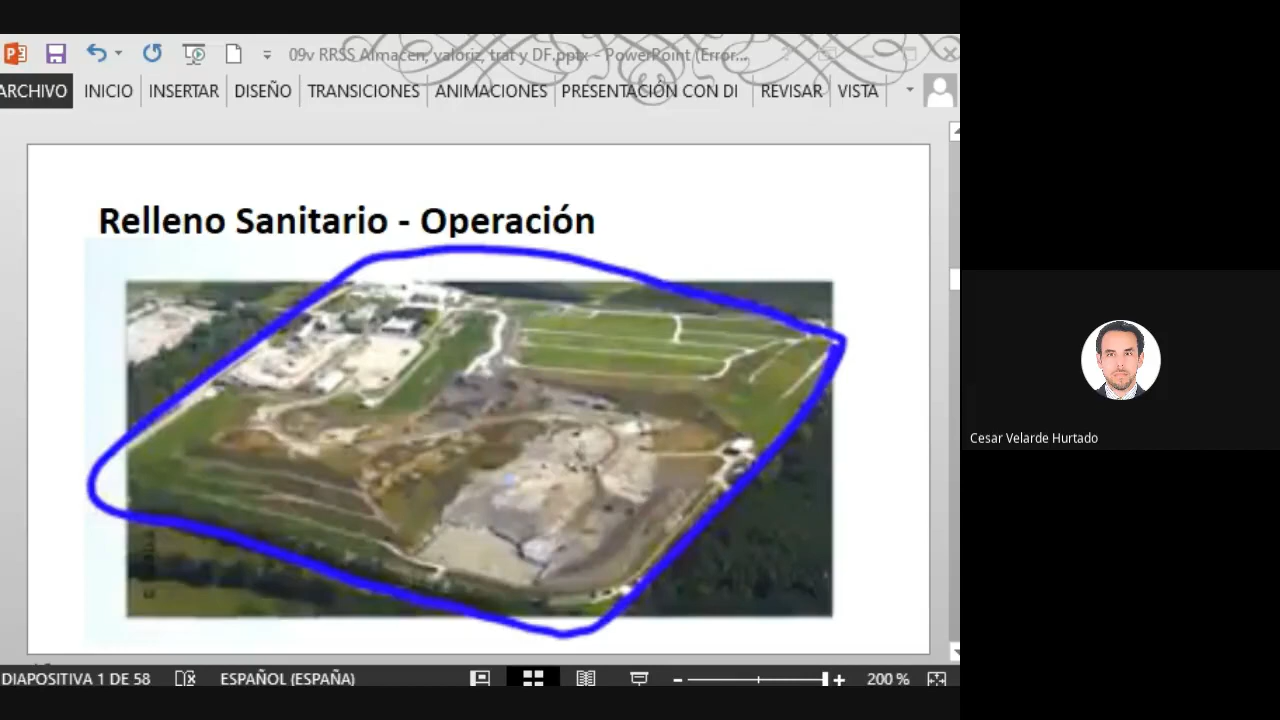 09v RRSS Almacen, valoriz, trat y DF.pptx - PowerPoint (Error...
ARCHIVO INICIO INSERTAR DISEÑO TRANSICIONES ANIMACIONES PRESENTACIÓN CON DI REVISAR VISTA
Relleno Sanitario - Operación
Cesar Velarde Hurtado
DIAPOSITIVA 1 DE 58 ESPAÑOL (ESPAÑA) 200 %